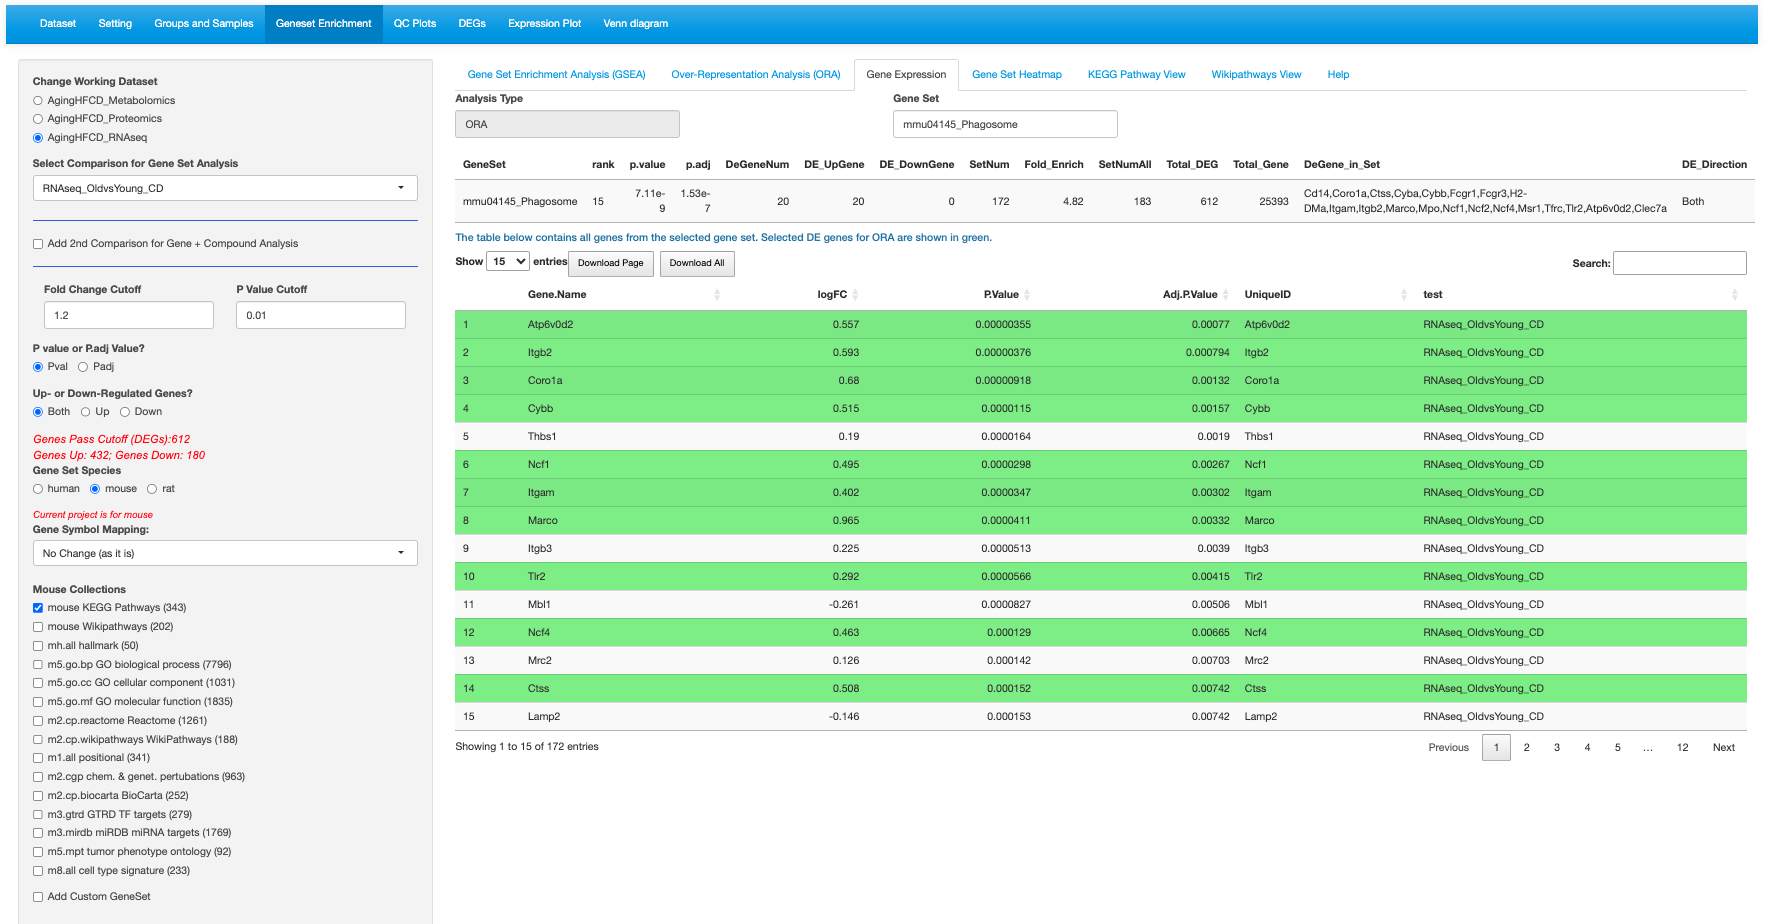 Dataset Setting Groups and Samples Geneset Enrichment QC Plots DEGs Expression Plot Venn diagram
Change Working Dataset
AgingHFCD_Metabolomics
AgingHFCD_Proteomics
AgingHFCD_RNAseq
Select Comparison for Gene Set Analysis
RNAseq_OldvsYoung_CD
Add 2nd Comparison for Gene + Compound Analysis
Fold Change Cutoff P Value Cutoff
1.2 0.01
P value or P.adj Value?
Pval Padj
Up- or Down-Regulated Genes?
Both Up Down
Genes Pass Cutoff (DEGs):612
Genes Up: 432; Genes Down: 180
Gene Set Species
human mouse rat
Current project is for mouse
Gene Symbol Mapping:
No Change (as it is)
Mouse Collections
mouse KEGG Pathways (343)
mouse Wikipathways (202)
mh.all hallmark (50)
m5.go.bp GO biological process (7796)
m5.go.cc GO cellular component (1031)
m5.go.mf GO molecular function (1835)
m2.cp.reactome Reactome (1261)
m2.cp.wikipathways WikiPathways (188)
m1.all positional (341)
m2.cgp chem. & genet. pertubations (963)
m2.cp.biocarta BioCarta (252)
m3.gtrd GTRD TF targets (279)
m3.mirdb miRDB miRNA targets (1769)
m5.mpt tumor phenotype ontology (92)
m8.all cell type signature (233)
Add Custom GeneSet
Gene Set Enrichment Analysis (GSEA) Over-Representation Analysis (ORA) Gene Expression Gene Set Heatmap KEGG Pathway View Wikipathways View Help
Analysis Type Gene Set
ORA mmu04145_Phagosome
GeneSet rank p.value p.adj DeGeneNum DE_UpGene DE_DownGene SetNum Fold_Enrich SetNumAll Total_DEG Total_Gene DeGene_in_Set DE_Direction
7.11e- 1.53e- Cd14,Coro1a,Ctss,Cyba,Cybb,Fcgr1,Fcgr3,H2-
mmu04145_Phagosome 15 20 20 0 172 4.82 183 612 25393 Both
9 7 DMa,Itgam,Itgb2,Marco,Mpo,Ncf1,Ncf2,Ncf4,Msr1,Tfrc,Tlr2,Atp6v0d2,Clec7a
The table below contains all genes from the selected gene set. Selected DE genes for ORA are shown in green.
Show 15 entries Download Page Download All Search:
Gene.Name logFC P.Value Adj.P.Value UniqueID test
1 Atp6v0d2 0.557 0.00000355 0.00077 Atp6v0d2 RNAseq_OldvsYoung_CD
2 Itgb2 0.593 0.00000376 0.000794 Itgb2 RNAseq_OldvsYoung_CD
3 Coro1a 0.68 0.00000918 0.00132 Coro1a RNAseq_OldvsYoung_CD
4 Cybb 0.515 0.0000115 0.00157 Cybb RNAseq_OldvsYoung_CD
5 Thbs1 0.19 0.0000164 0.0019 Thbs1 RNAseq_OldvsYoung_CD
6 Ncf1 0.495 0.0000298 0.00267 Ncf1 RNAseq_OldvsYoung_CD
7 Itgam 0.402 0.0000347 0.00302 Itgam RNAseq_OldvsYoung_CD
8 Marco 0.965 0.0000411 0.00332 Marco RNAseq_OldvsYoung_CD
9 Itgb3 0.225 0.0000513 0.0039 Itgb3 RNAseq_OldvsYoung_CD
10 Tlr2 0.292 0.0000566 0.00415 Tlr2 RNAseq_OldvsYoung_CD
11 Mbl1 -0.261 0.0000827 0.00506 Mbl1 RNAseq_OldvsYoung_CD
12 Ncf4 0.463 0.000129 0.00665 Ncf4 RNAseq_OldvsYoung_CD
13 Mrc2 0.126 0.000142 0.00703 Mrc2 RNAseq_OldvsYoung_CD
14 Ctss 0.508 0.000152 0.00742 Ctss RNAseq_OldvsYoung_CD
15 Lamp2 -0.146 0.000153 0.00742 Lamp2 RNAseq_OldvsYoung_CD
Showing 1 to 15 of 172 entries Previous 1 2 3 4 5 ... 12 Next